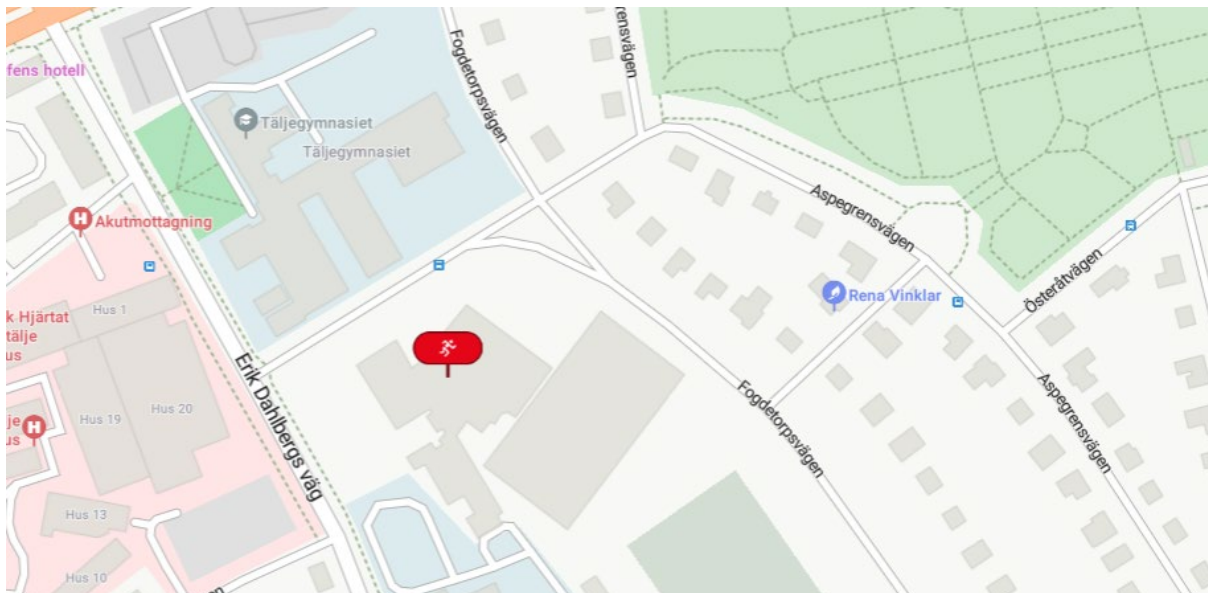 fens hotell
Fogdetorpsvägen
rensvägen
Täljegymnasiet
Täljegymnasiet
Akutmottagning
Aspegrensvägen
Österåtvägen
Rena Vinklar
k Hjärtat
tälje
us
Hus 1
Erik Dahlbergs väg
Hus 20
Hus 19
je
us
Fogdetorpsvägen
Aspegrensvägen
Hus 13
Hus 10